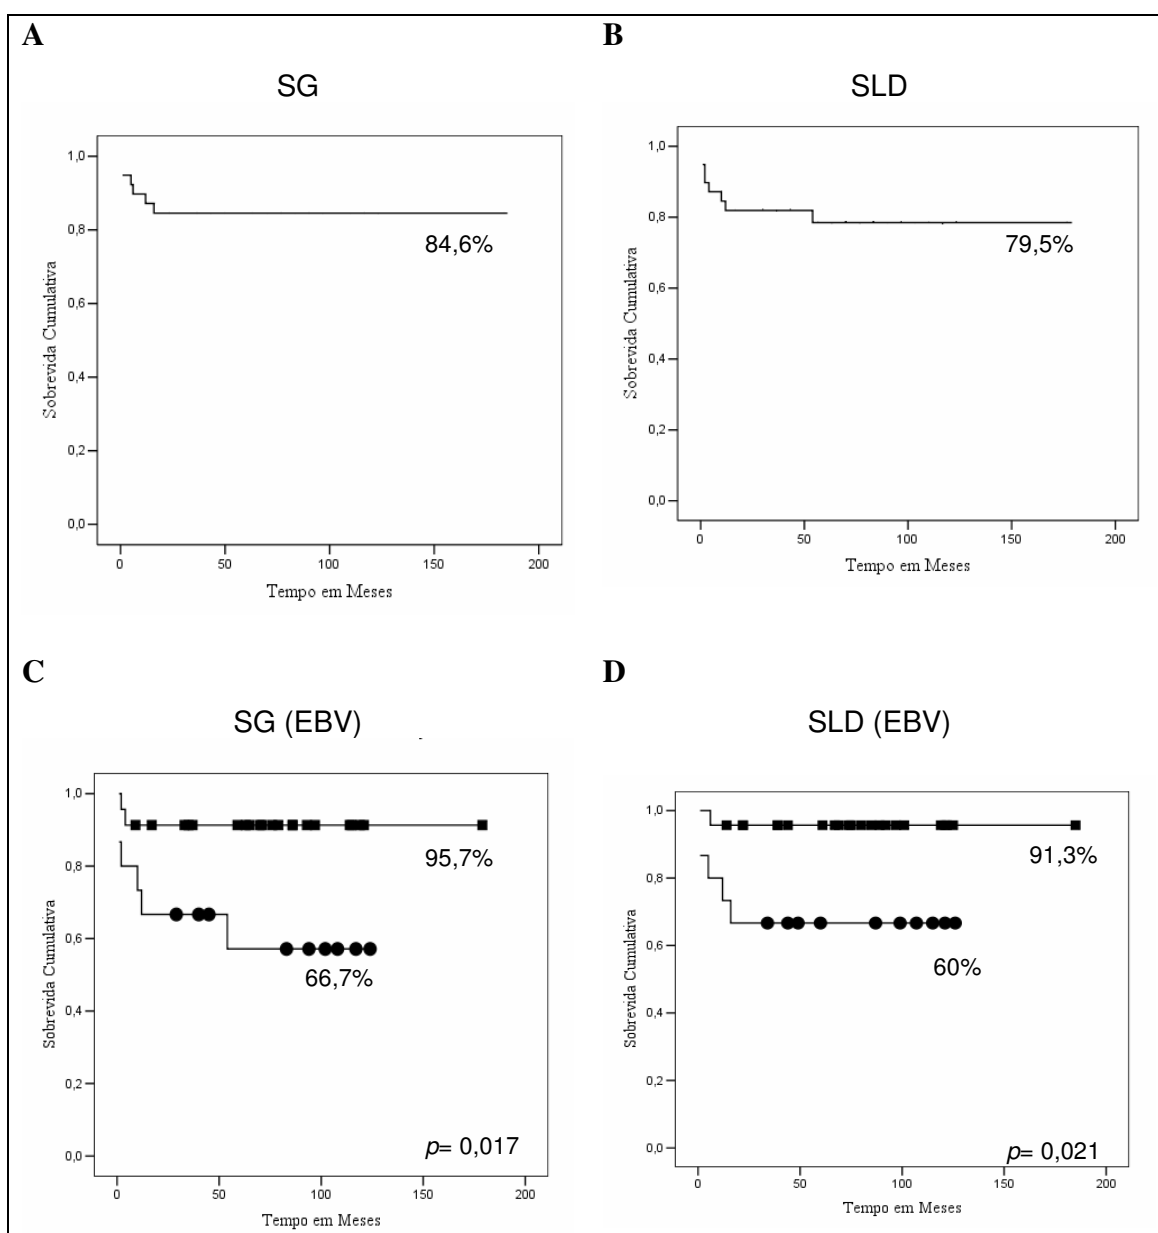 A
SG
1,0
0,8
0,6
0,4
0,2
0,0
Sobrevida Cumulativa
84,6%
0 50 100 150 200
Tempo em Meses
B
SLD
1,0
0,8
0,6
0,4
0,2
0,0
Sobrevida Cumulativa
79,5%
0 50 100 150 200
Tempo em Meses
C
SG (EBV)
1,0
0,8
0,6
0,4
0,2
0,0
Sobrevida Cumulativa
95,7%
66,7%
p= 0,017
0 50 100 150 200
Tempo em Meses
D
SLD (EBV)
1,0
0,8
0,6
0,4
0,2
0,0
Sobrevida Cumulativa
91,3%
60%
p= 0,021
0 50 100 150 200
Tempo em Meses